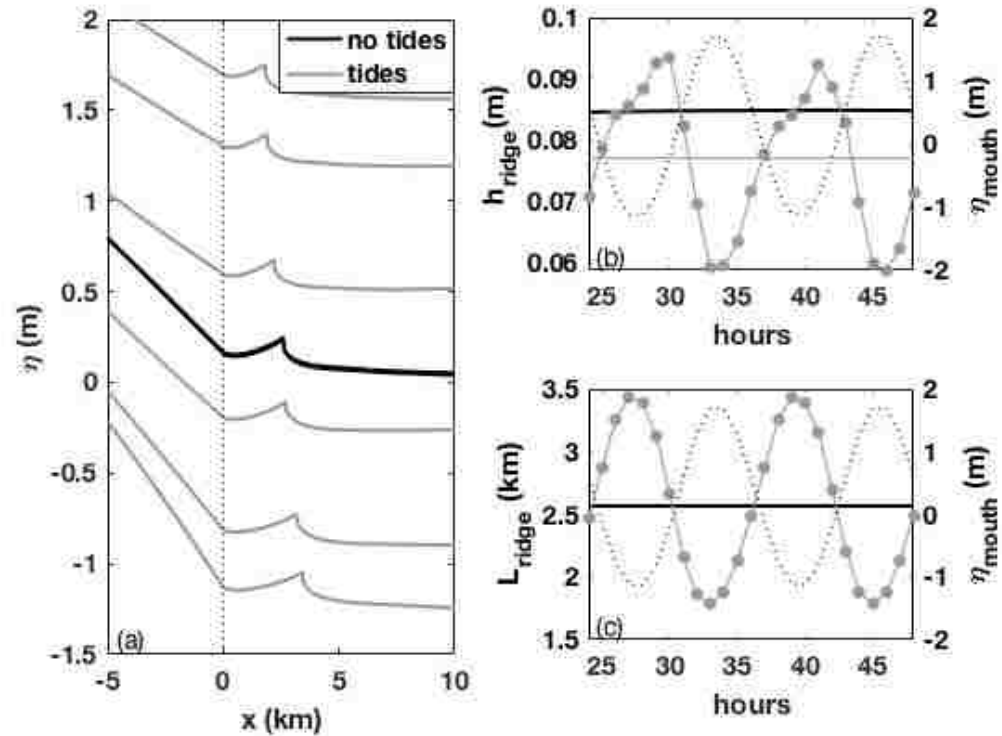 2
1.5
1
0.5
0
-0.5
-1
-1.5
η (m)
-5 0 5 10
x (km)
no tides
tides
(a)
0.1
0.09
0.08
0.07
0.06
h_ridge (m)
2
1
0
-1
-2
η_mouth (m)
25 30 35 40 45
hours
(b)
3.5
3
2.5
2
1.5
L_ridge (km)
2
1
0
-1
-2
η_mouth (m)
25 30 35 40 45
hours
(c)